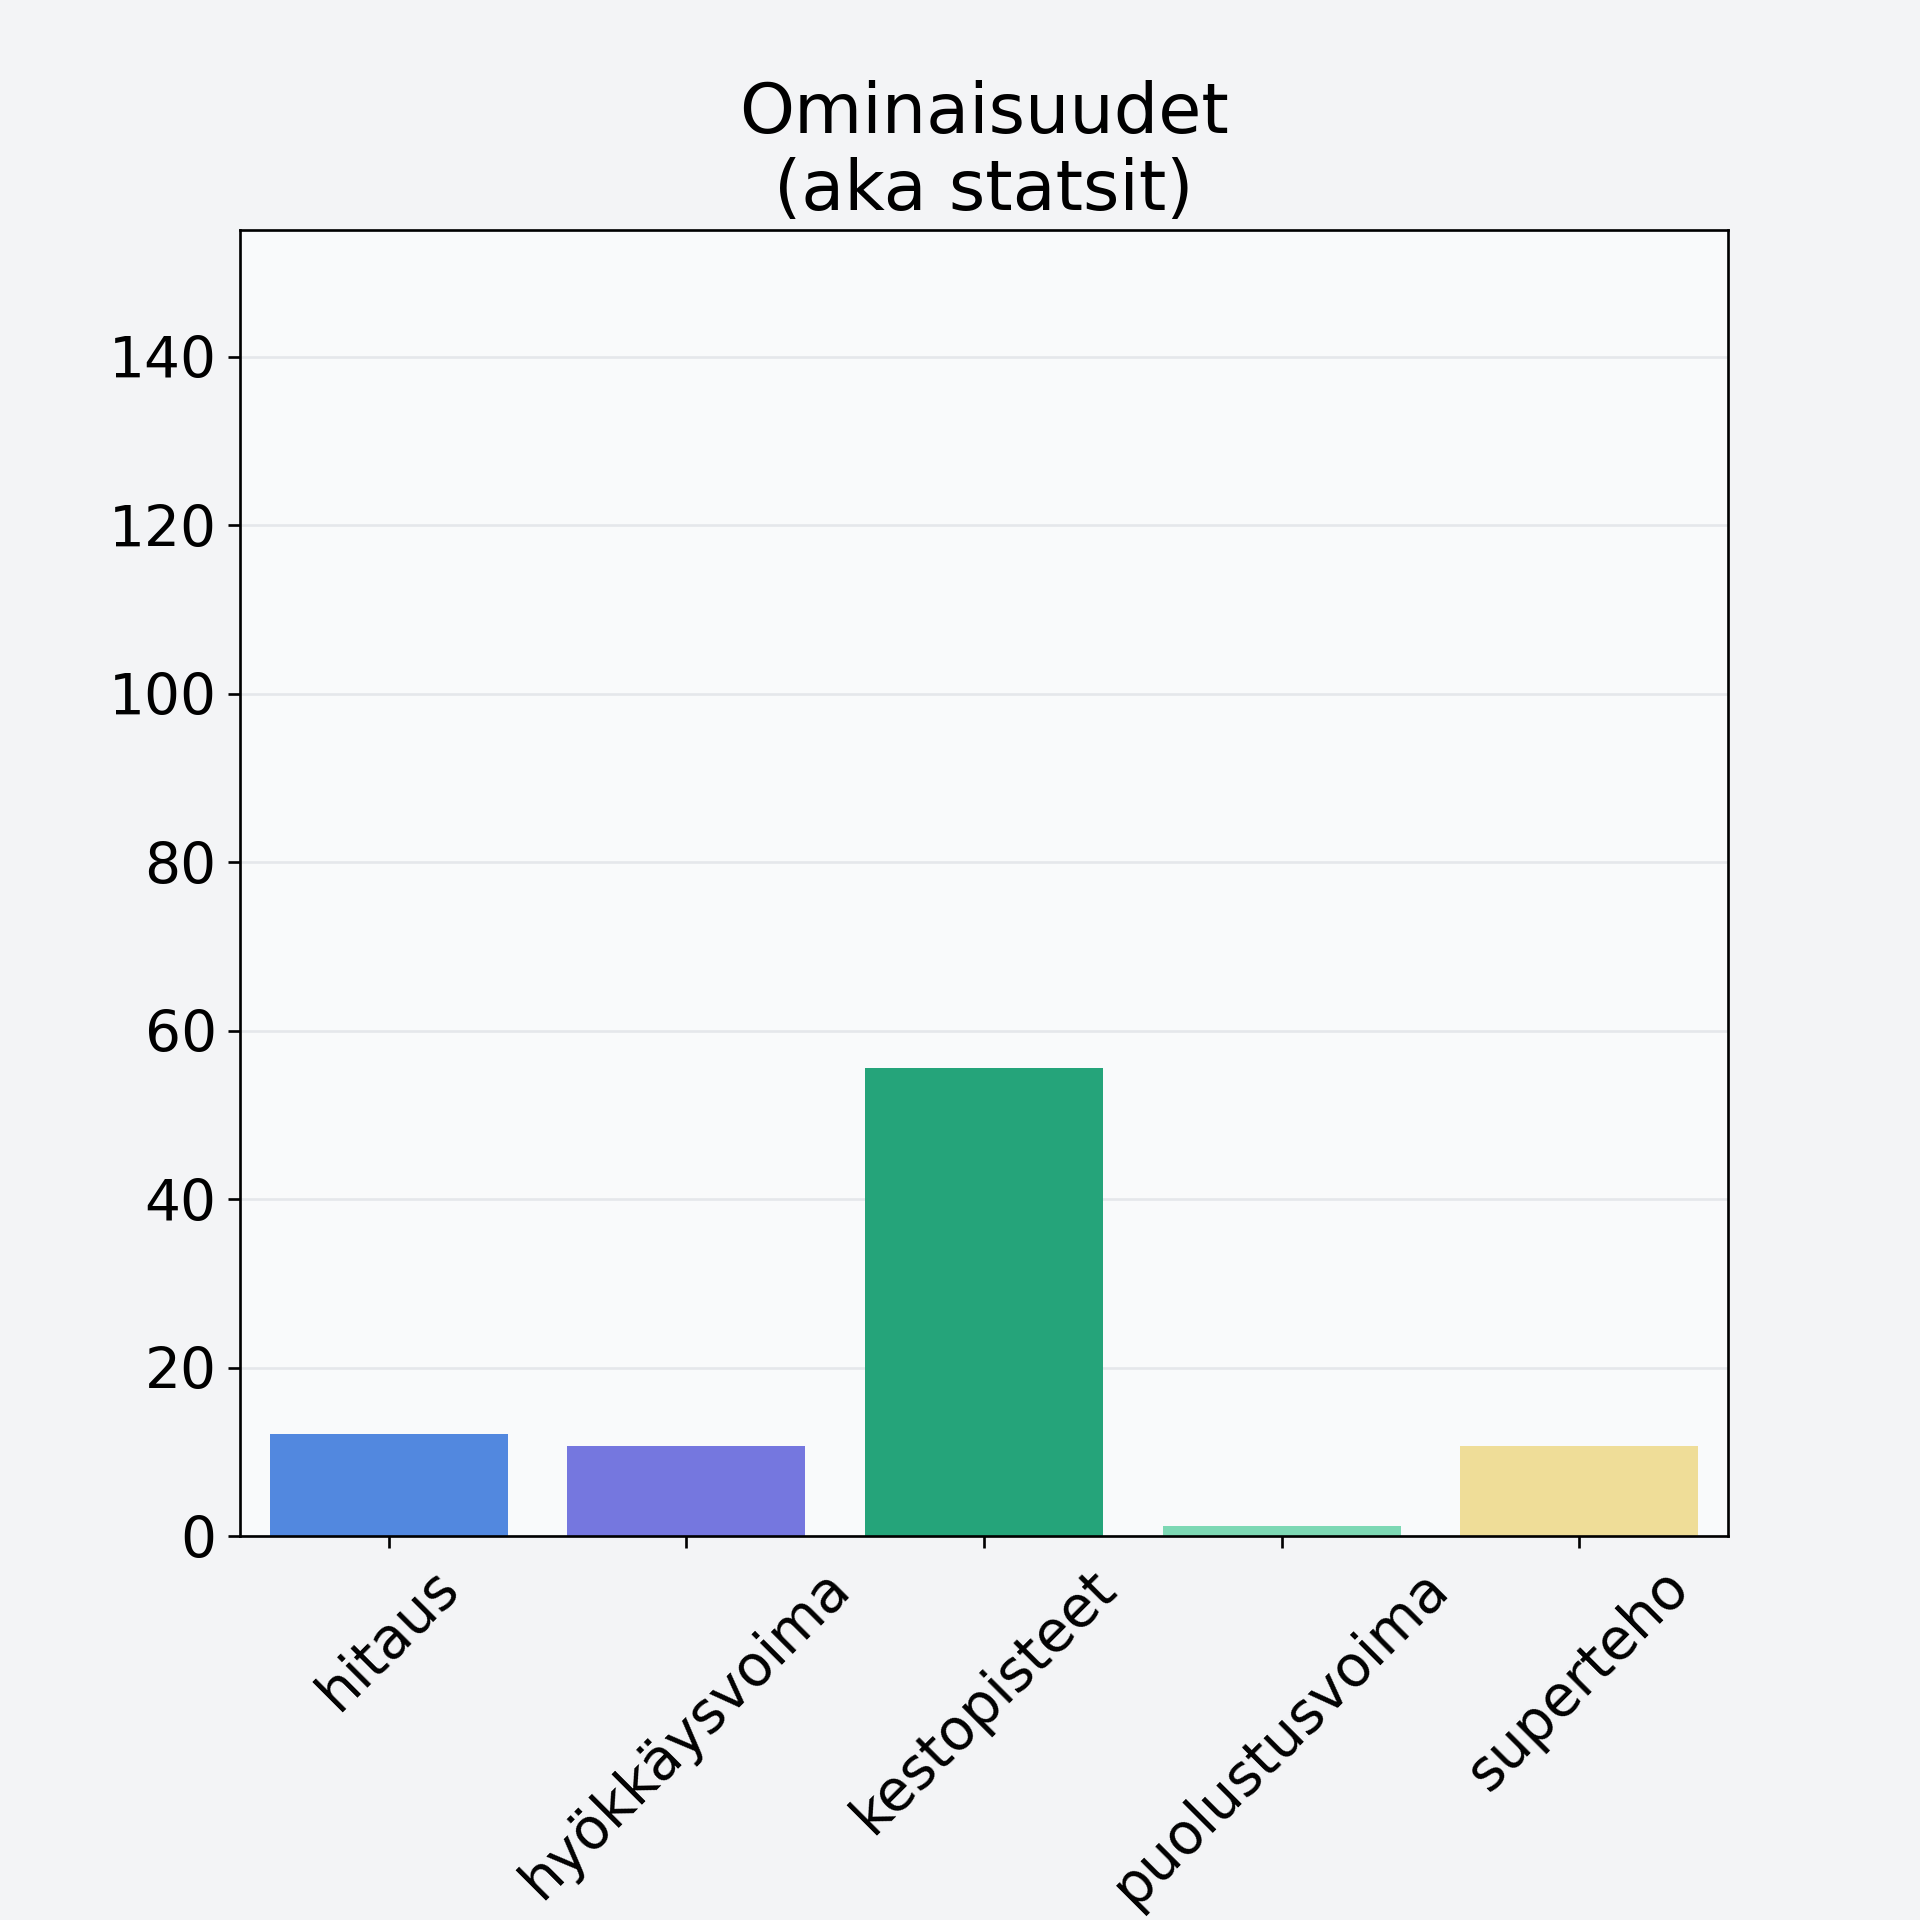 Ominaisuudet
(aka statsit)
140
120
100
80
60
40
20
0
hitaus
hyökkäysvoima
kestopisteet
puolustusvoima
superteho